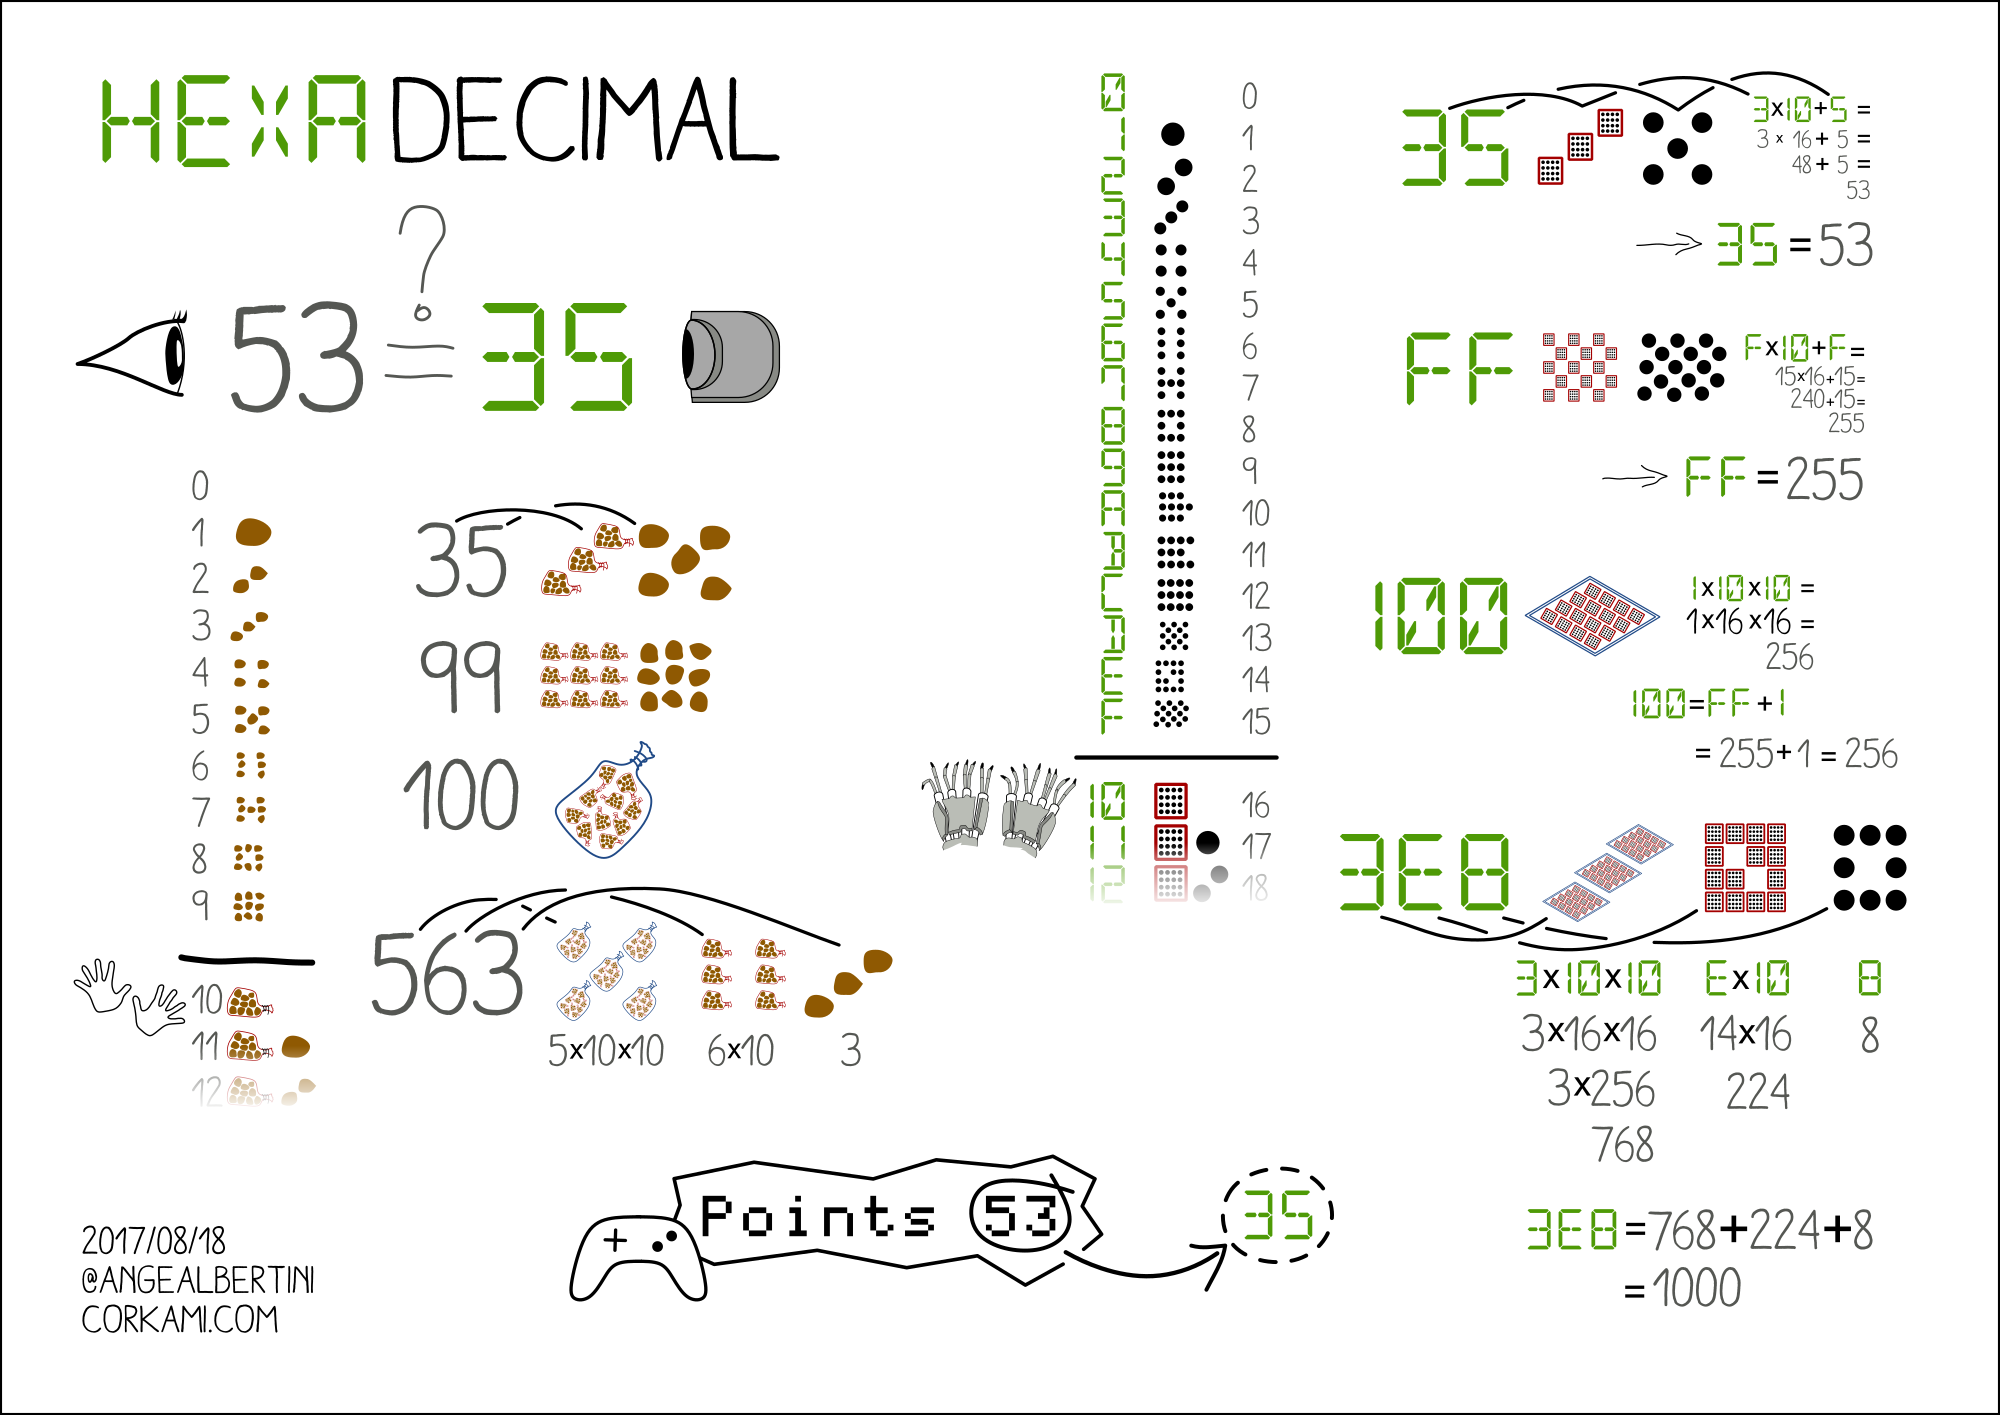 HEXADECIMAL
?
53 = 35
0
1
2
3
4
5
6
7
8
9
10
11
12
35
99
100
563
5x10x10 6x10 3
0 0
1 1
2 2
3 3
4 4
5 5
6 6
7 7
8 8
9 9
A 10
B 11
C 12
D 13
E 14
F 15
10 16
11 17
12 18
35
3x10+5 =
3 x 16 + 5 =
48 + 5 =
53
35 = 53
FF
Fx10+F =
15x16+15=
240+15=
255
FF = 255
100
1x10x10 =
1x16x16 =
256
100=FF+1
= 255+1 = 256
3E8
3x10x10 Ex10 8
3x16x16 14x16 8
3x256 224
768
3E8=768+224+8
=1000
Points 53
35
2017/08/18
@ANGEALBERTINI
CORKAMI.COM